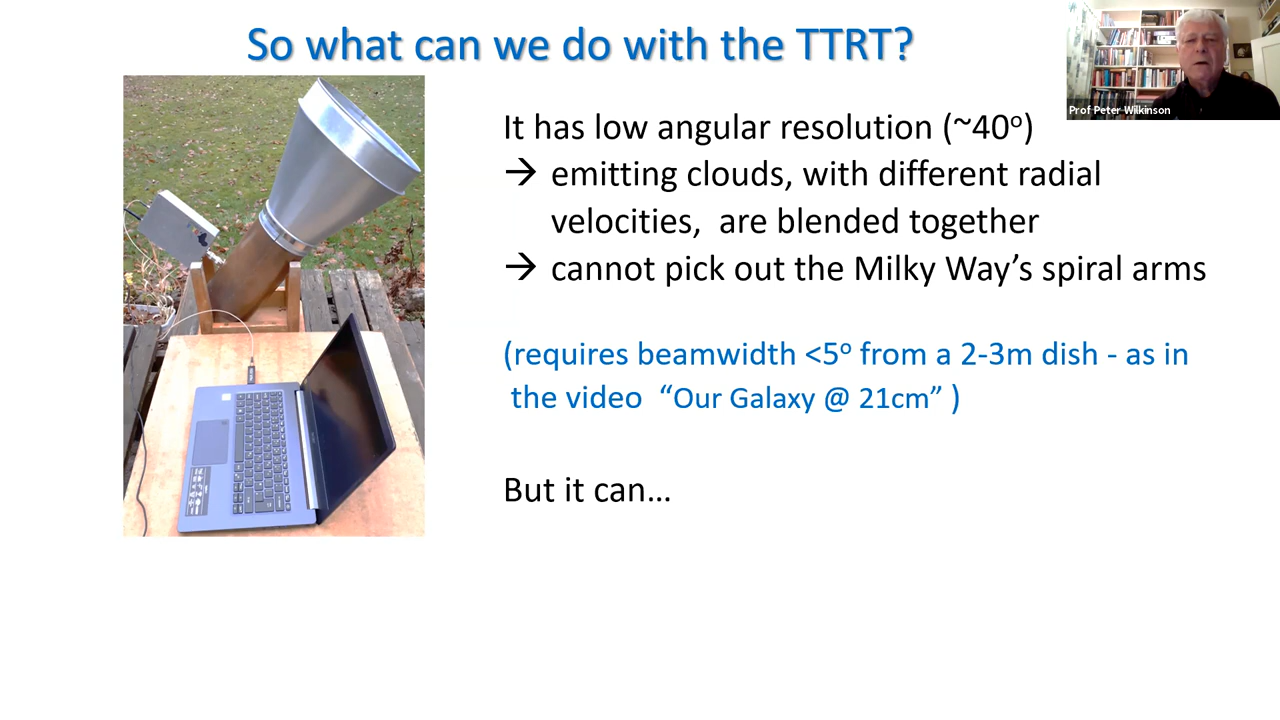 So what can we do with the TTRT?
Prof Peter Wilkinson
It has low angular resolution (~40º)
→ emitting clouds, with different radial
velocities, are blended together
→ cannot pick out the Milky Way’s spiral arms
(requires beamwidth <5º from a 2-3m dish - as in
the video “Our Galaxy @ 21cm” )
But it can…